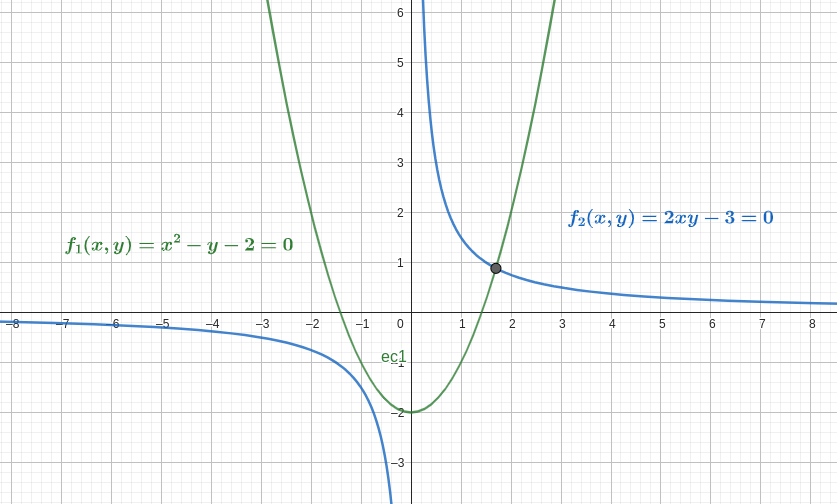 6
5
4
3
2
f₂(x, y) = 2xy − 3 = 0
f₁(x, y) = x² − y − 2 = 0
1
−8 −7 −6 −5 −4 −3 −2 −1 0 1 2 3 4 5 6 7 8
ec1
−1
−2
−3